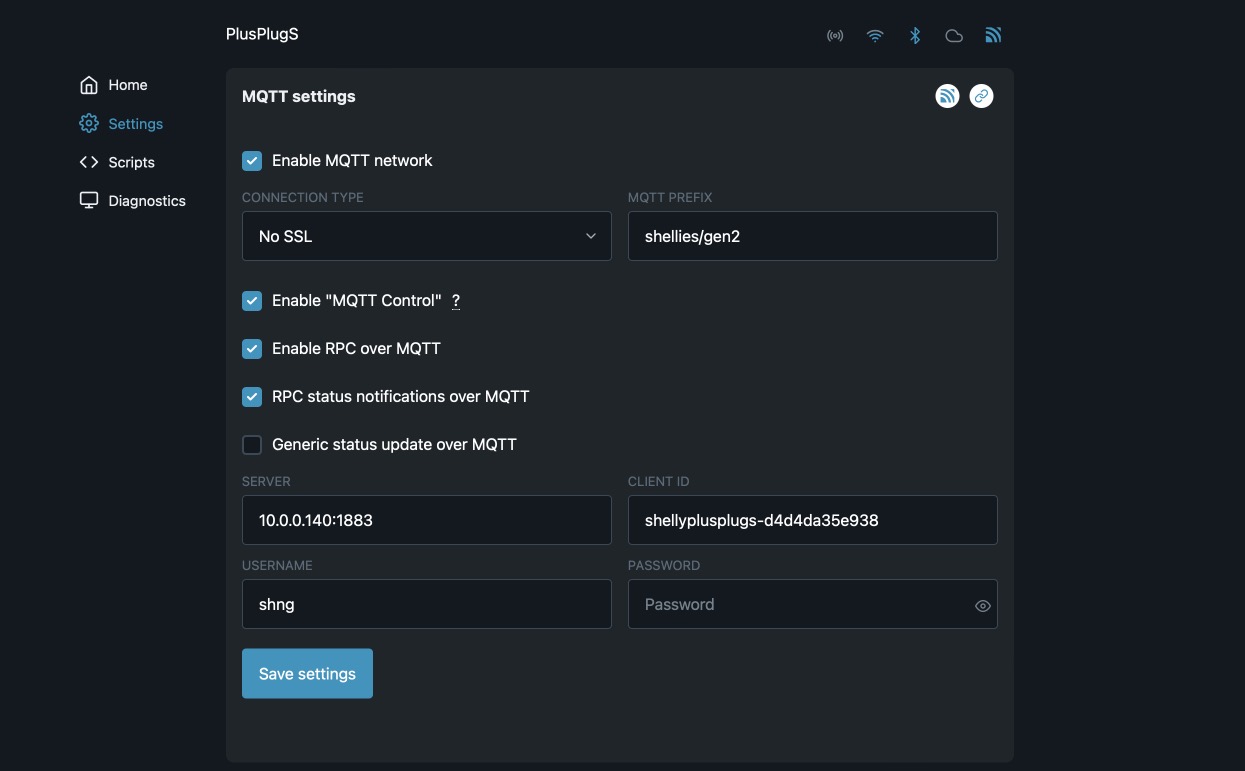 PlusPlugS
Home
Settings
Scripts
Diagnostics
MQTT settings
Enable MQTT network
CONNECTION TYPE
MQTT PREFIX
No SSL
shellies/gen2
Enable "MQTT Control" ?
Enable RPC over MQTT
RPC status notifications over MQTT
Generic status update over MQTT
SERVER
CLIENT ID
10.0.0.140:1883
shellyplusplugs-d4d4da35e938
USERNAME
PASSWORD
shng
Password
Save settings